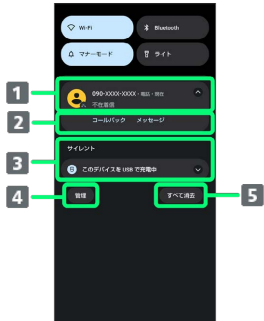 Wi-Fi
Bluetooth
マナーモード
ライト
1
090-XXXX-XXXX・電話・現在
不在着信
2
コールバック メッセージ
サイレント
3
このデバイスを USB で充電中
4
管理
すべて消去
5